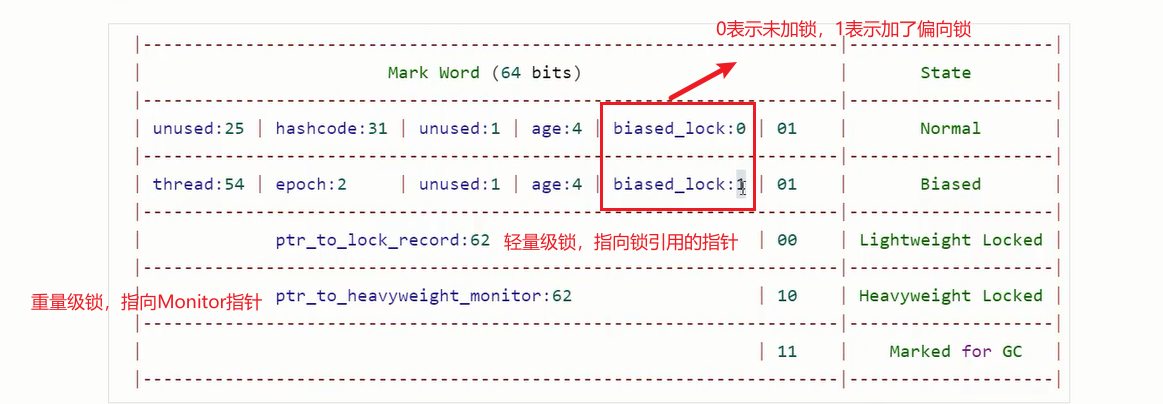 0表示未加锁，1表示加了偏向锁
|--------------------------------------------------------------|--------------------|
| Mark Word (64 bits) | State |
|--------------------------------------------------------------|--------------------|
| unused:25 | hashcode:31 | unused:1 | age:4 | biased_lock:0 | 01 | Normal |
|--------------------------------------------------------------|--------------------|
| thread:54 | epoch:2 | unused:1 | age:4 | biased_lock:1 | 01 | Biased |
|--------------------------------------------------------------|--------------------|
| ptr_to_lock_record:62 轻量级锁，指向锁引用的指针 | 00 | Lightweight Locked |
|--------------------------------------------------------------|--------------------|
重量级锁，指向Monitor指针 ptr_to_heavyweight_monitor:62 | 10 | Heavyweight Locked |
|--------------------------------------------------------------|--------------------|
| | 11 | Marked for GC |
|--------------------------------------------------------------|--------------------|